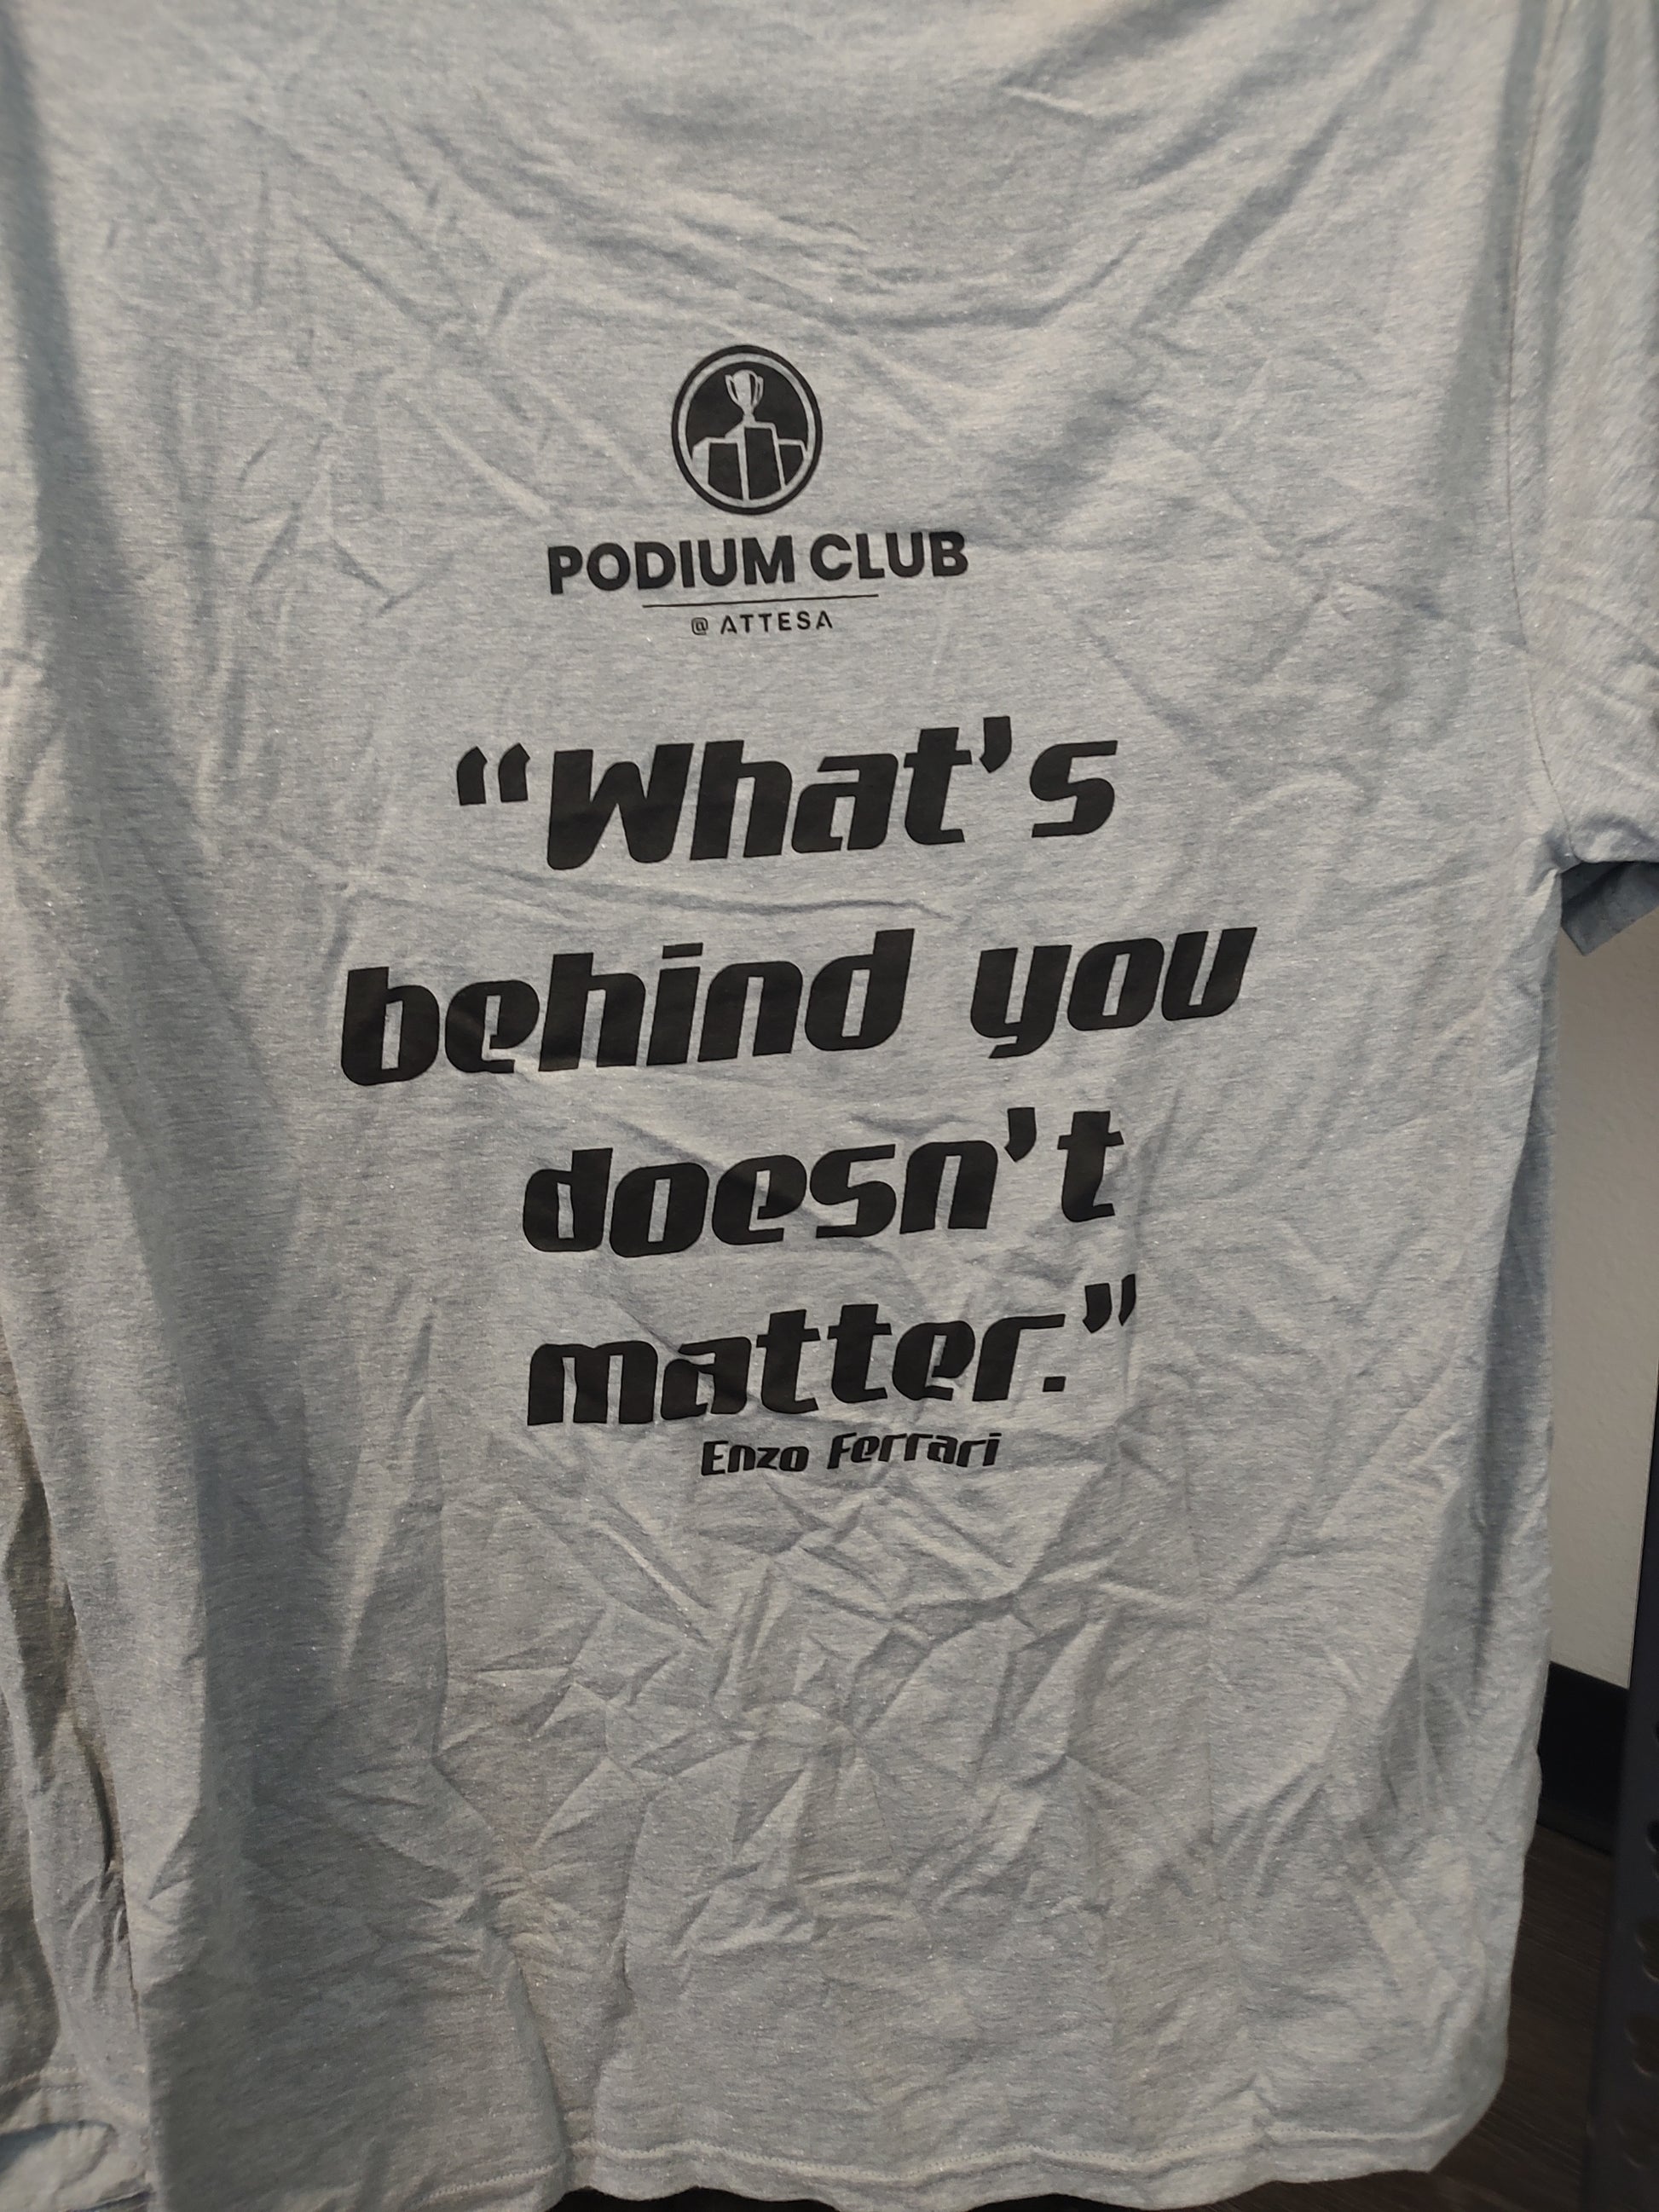 PODIUM CLUB
@ ATTESA
“What’s
behind you
doesn’t
matter.”
Enzo Ferrari